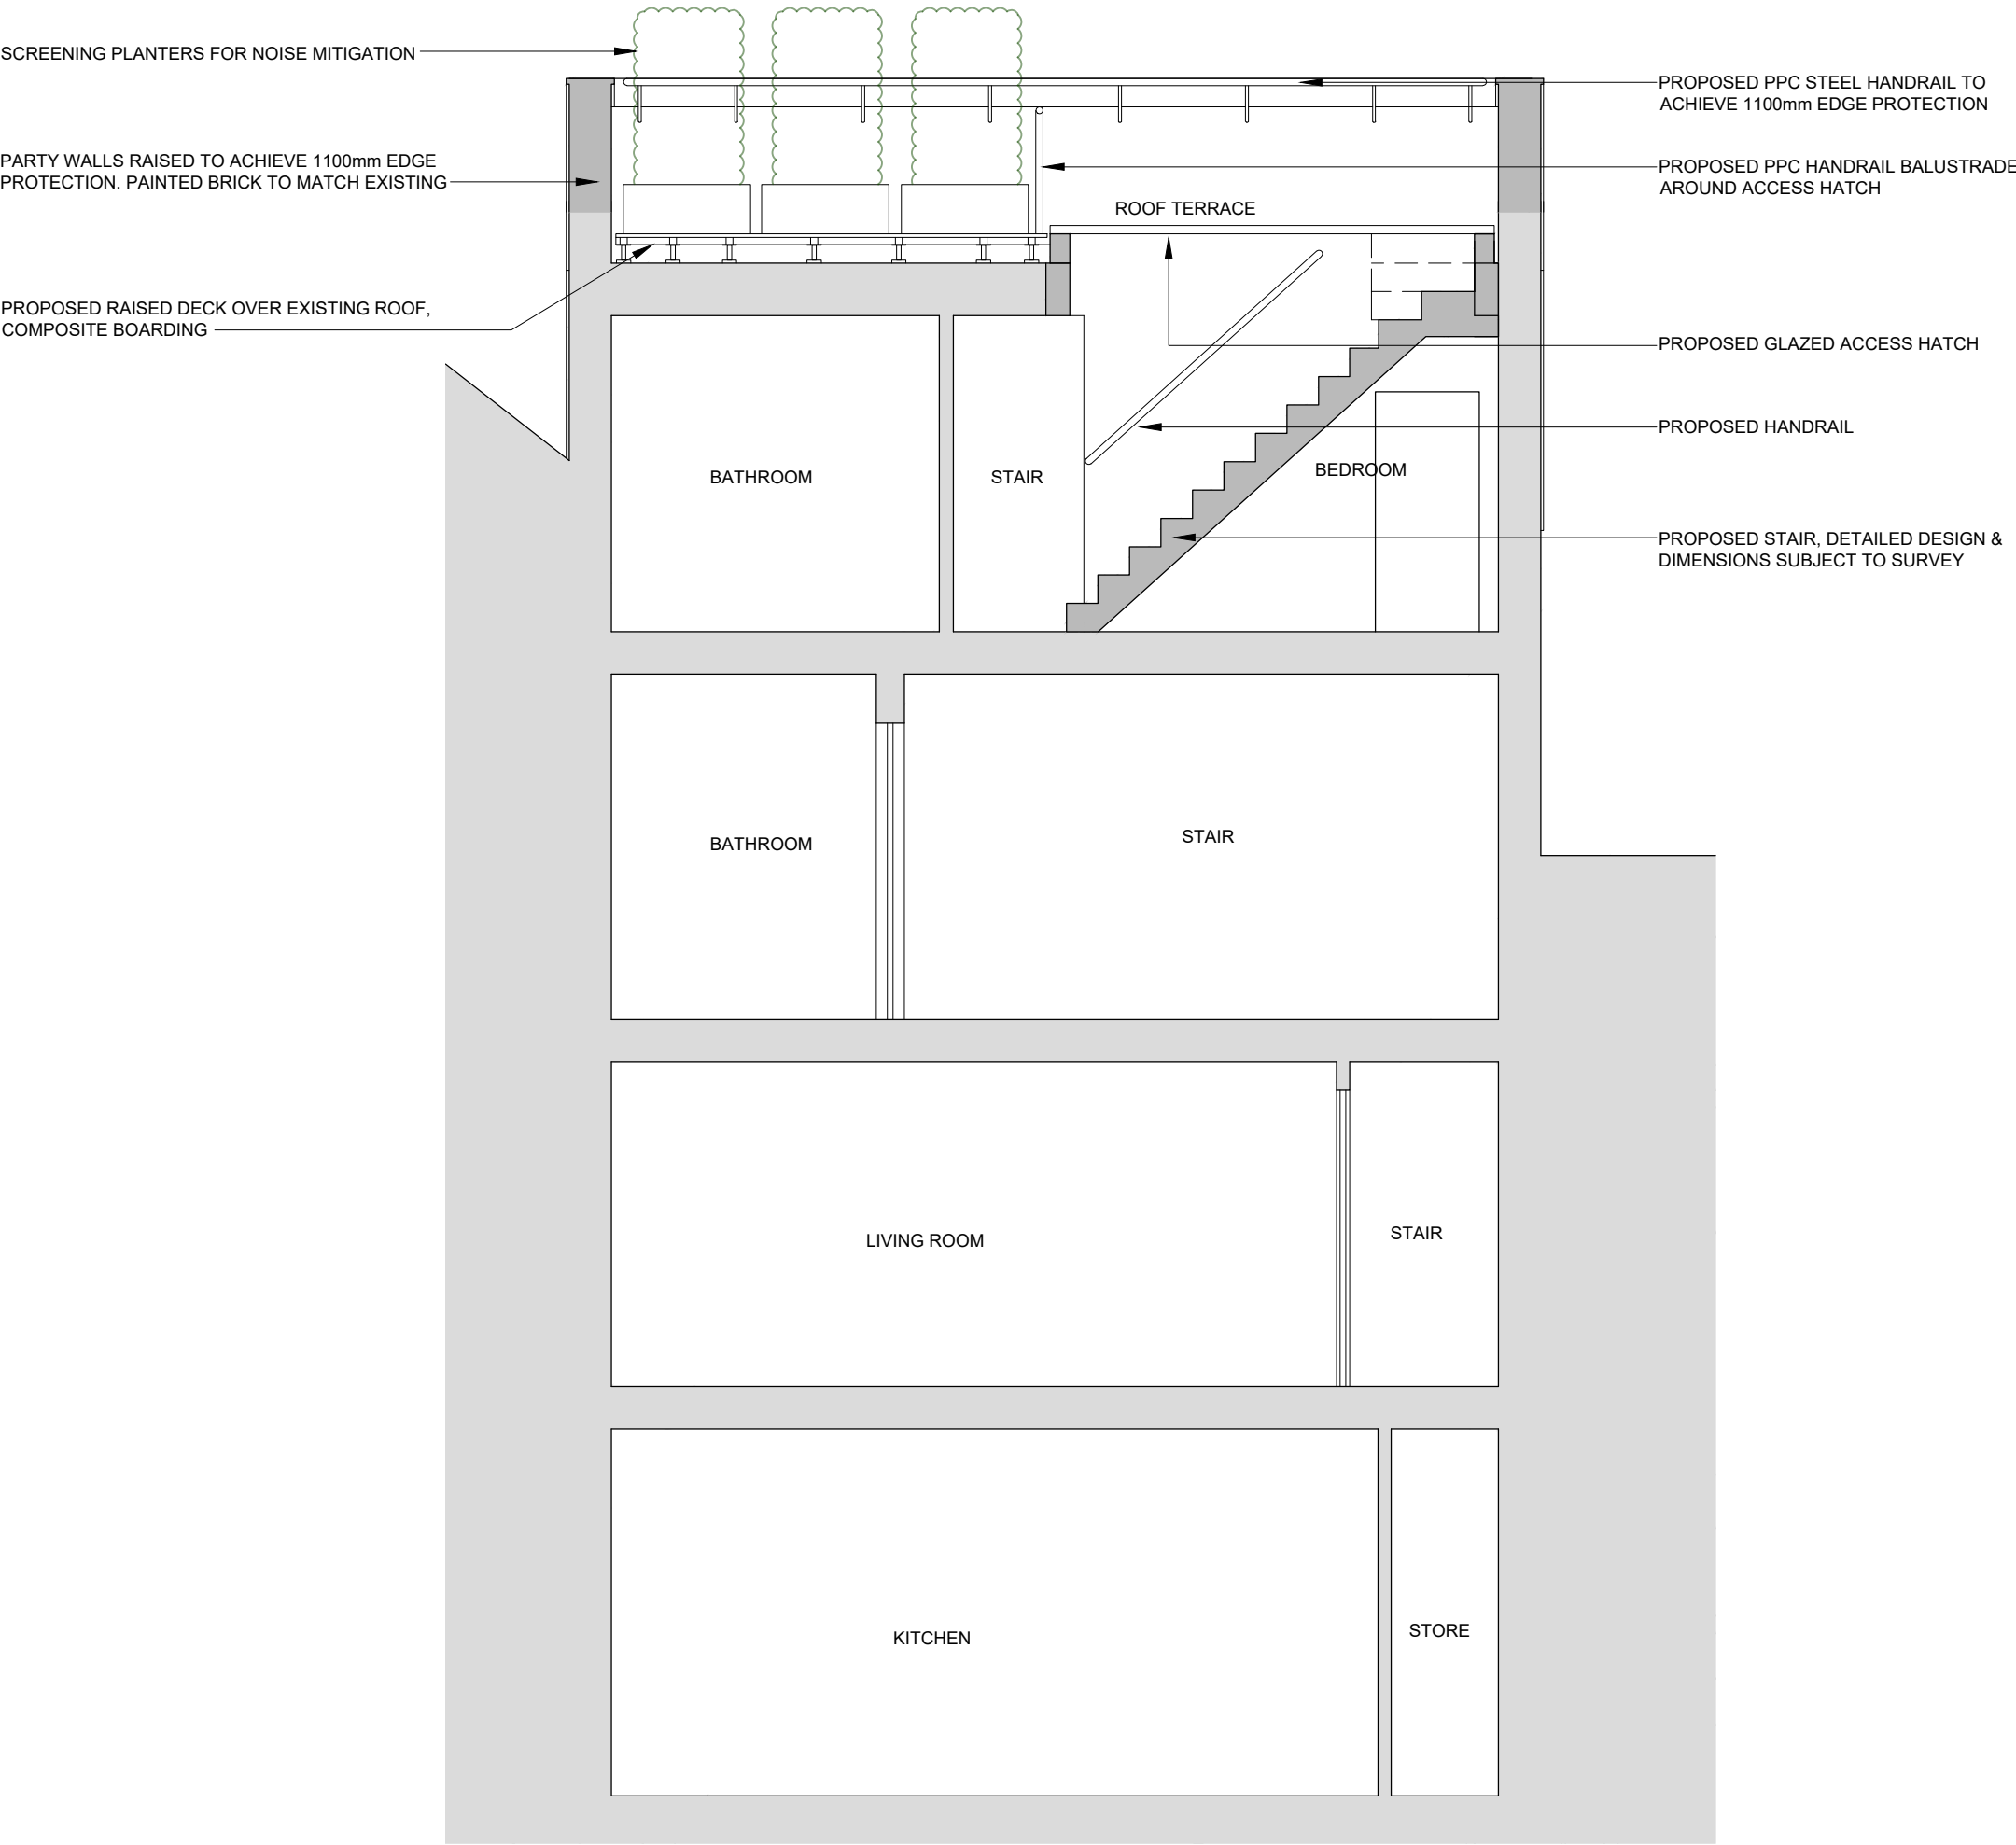 SCREENING PLANTERS FOR NOISE MITIGATION
PROPOSED PPC STEEL HANDRAIL TO
ACHIEVE 1100mm EDGE PROTECTION
PARTY WALLS RAISED TO ACHIEVE 1100mm EDGE
PROTECTION. PAINTED BRICK TO MATCH EXISTING
PROPOSED PPC HANDRAIL BALUSTRADE
AROUND ACCESS HATCH
ROOF TERRACE
PROPOSED RAISED DECK OVER EXISTING ROOF,
COMPOSITE BOARDING
PROPOSED GLAZED ACCESS HATCH
PROPOSED HANDRAIL
BATHROOM
STAIR
BEDROOM
PROPOSED STAIR, DETAILED DESIGN &
DIMENSIONS SUBJECT TO SURVEY
BATHROOM
STAIR
LIVING ROOM
STAIR
KITCHEN
STORE